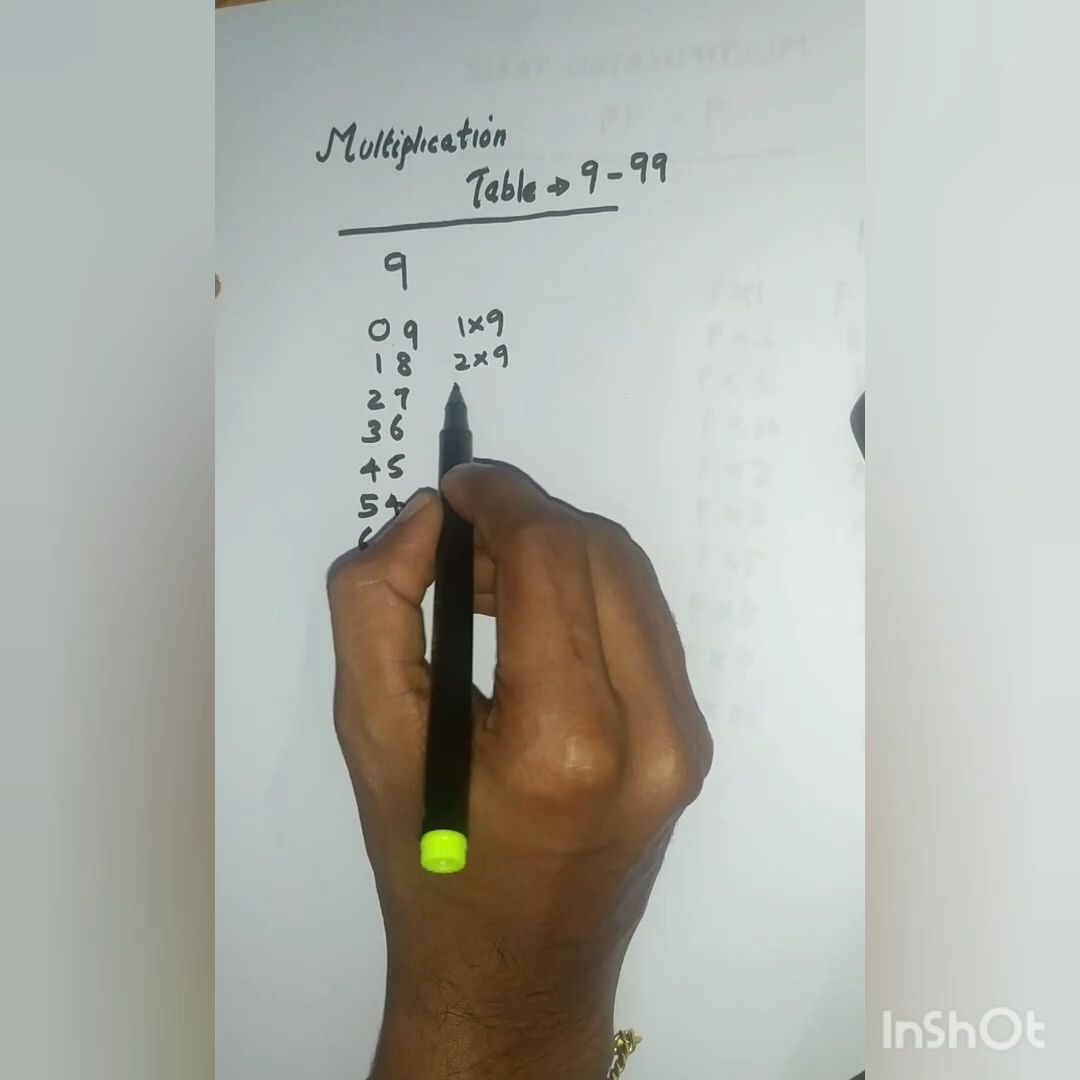 Multiplication
Table → 9 - 99
9
0 9 1×9
1 8 2×9
2 7
3 6
4 5
5 4
6
InShOt